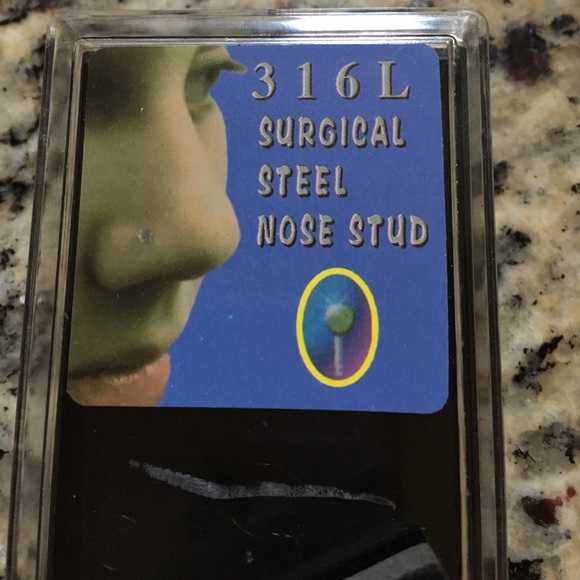 316L
SURGICAL
STEEL
NOSE STUD